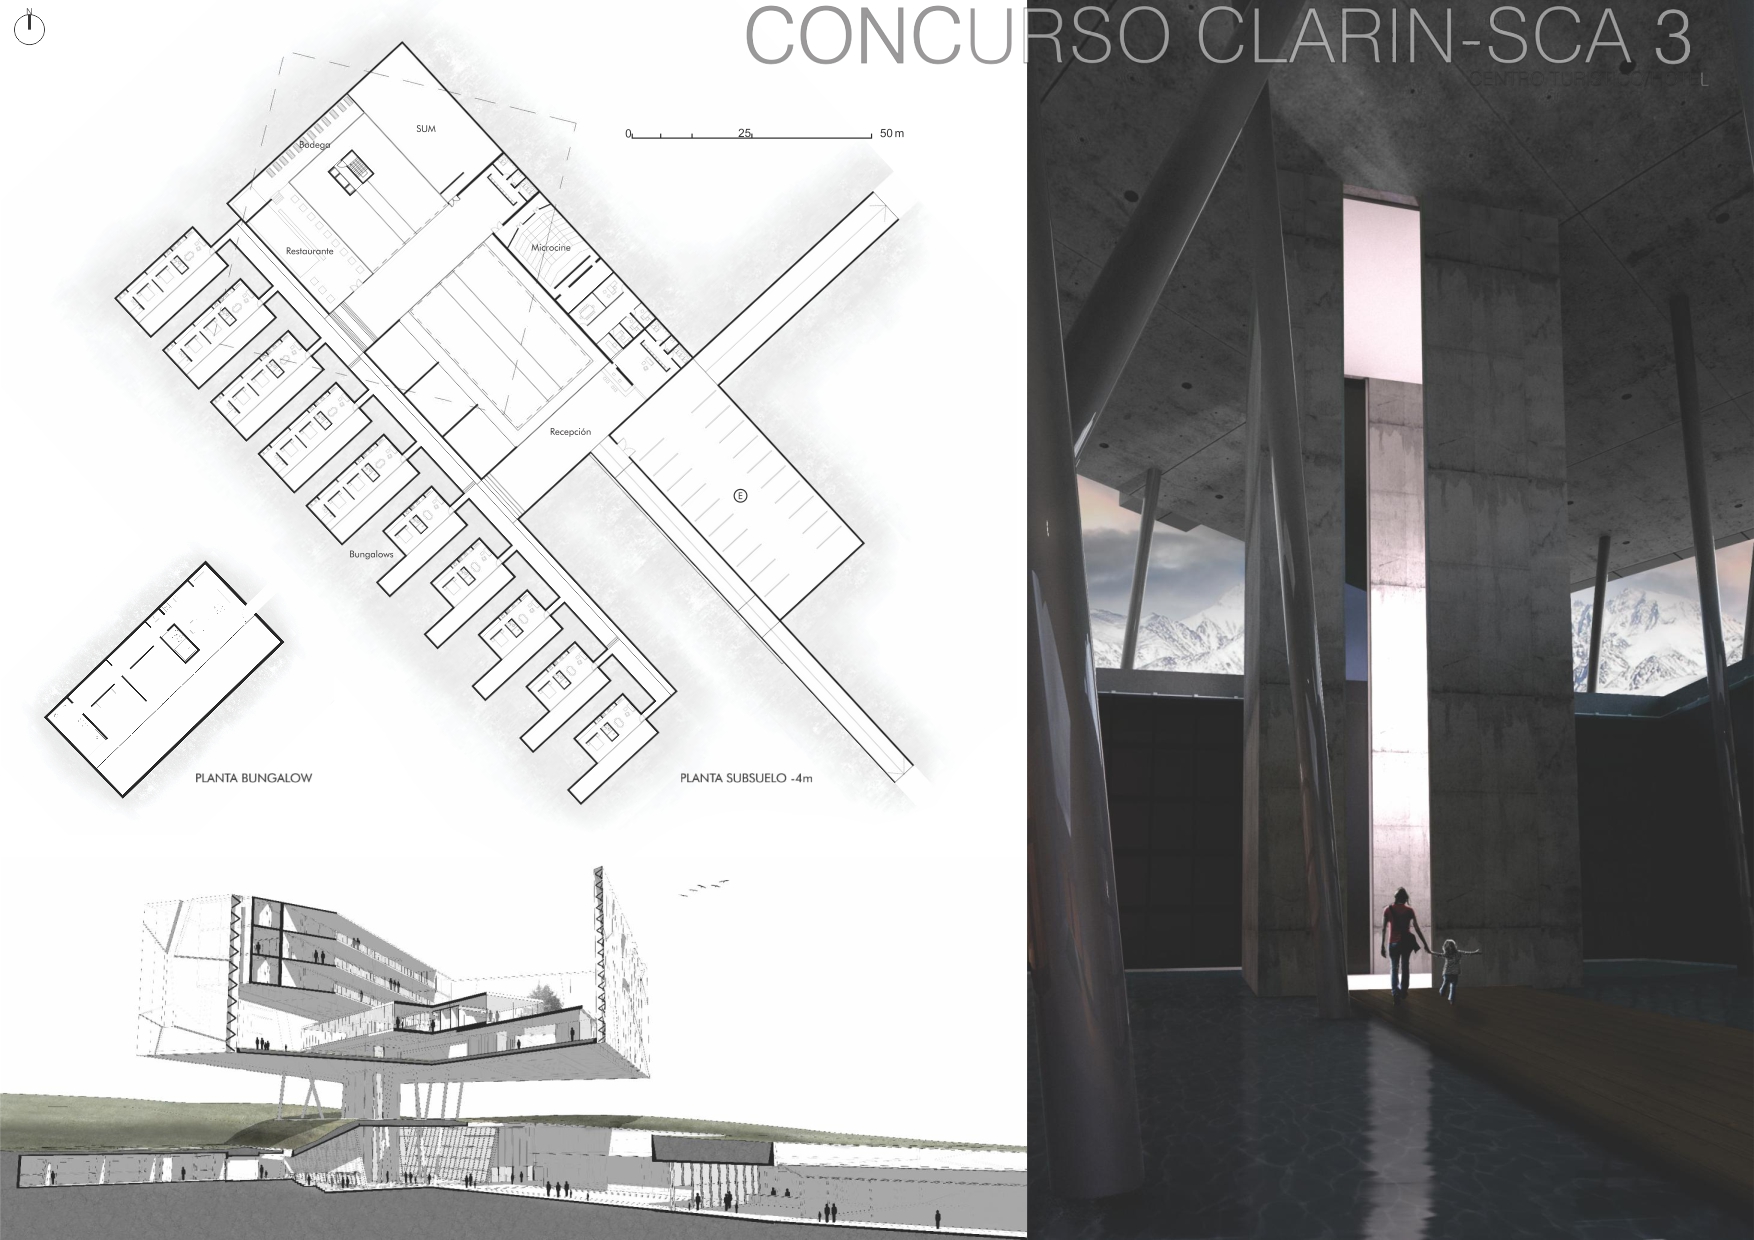 N
CONCURSO CLARIN-SCA 3
0 25 50 m
SUM
Bodega
Restaurante
Microcine
Recepción
E
Bungalows
PLANTA BUNGALOW
PLANTA SUBSUELO -4m